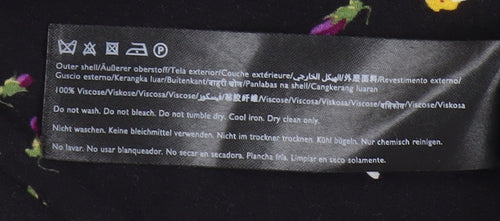 Outer shell/Äußerer oberstoff/Tela exterior/Couche extérieure/الهيكل الخارجي/外层面料/Revestimento externo/
Guscio esterno/Kerangka luar/Buitenkant/बाहरी खोल/Panlabas na shell/Cangkerang luaran
100% Viscose/Viskose/Viscosa/Viscose/فيسكوز/粘胶纤维/Viscose/Viscosa/Viskosa/Viscose/विस्कोस/Viscose/Viskosa
Do not wash. Do not bleach. Do not tumble dry. Cool iron. Dry clean only.
Nicht waschen. Keine bleichmittel verwenden. Nicht im trockner trocknen. Kühl bügeln. Nur chemisch reinigen.
No lavar. No usar blanqueador. No secar en secadora. Plancha fría. Limpiar en seco solamente.